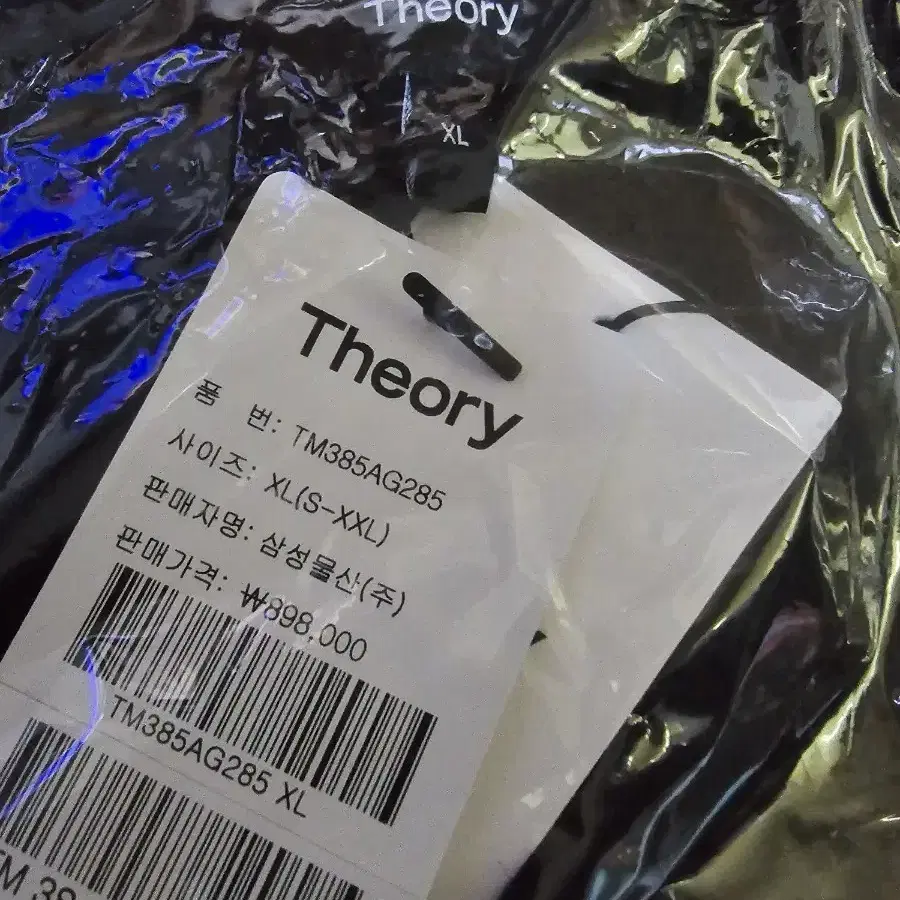 Theory
XL
Theory
품 번: TM385AG285
사이즈: XL(S-XXL)
판매자명: 삼성물산(주)
판매가격: ₩898,000
TM385AG285 XL